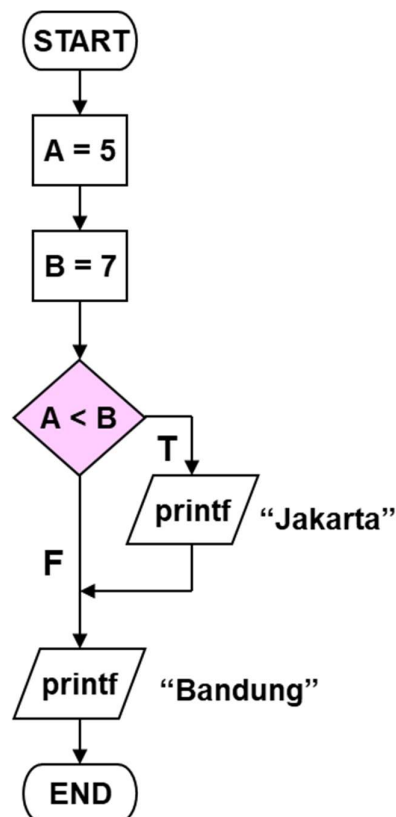 START
A = 5
B = 7
A < B
T
printf “Jakarta”
F
printf “Bandung”
END